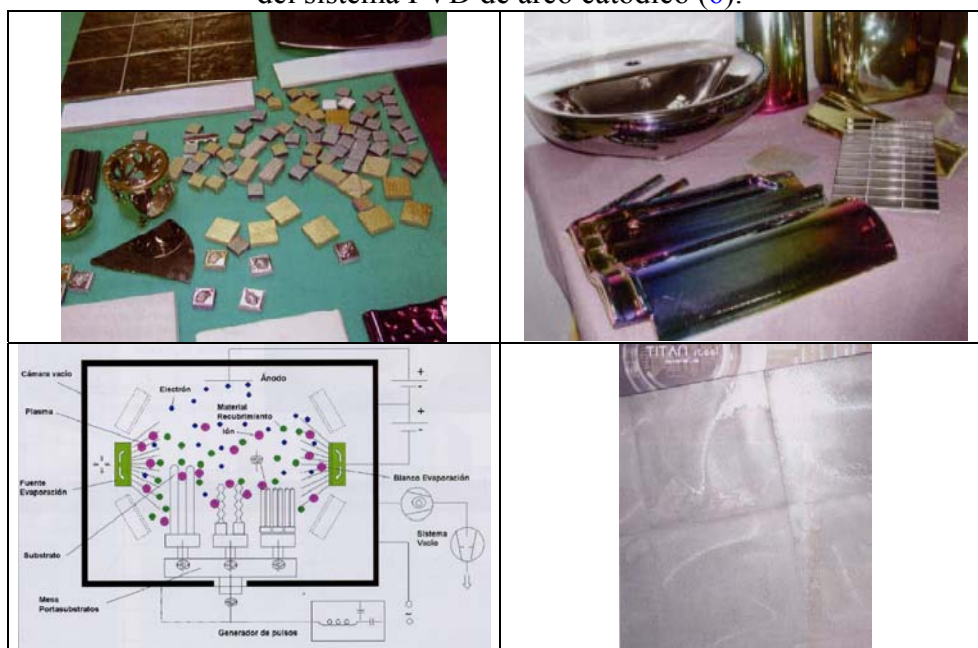 del sistema PVD de arco catódico (6).
Cámara vacío
Electrón
Ánodo
Plasma
Material
Recubrimiento
Ión
Fuente
Evaporación
Blanco Evaporación
Substrato
Sistema
Vacío
Mesa
Portasubstratos
Generador de pulsos
+
-
+
-
TITAN